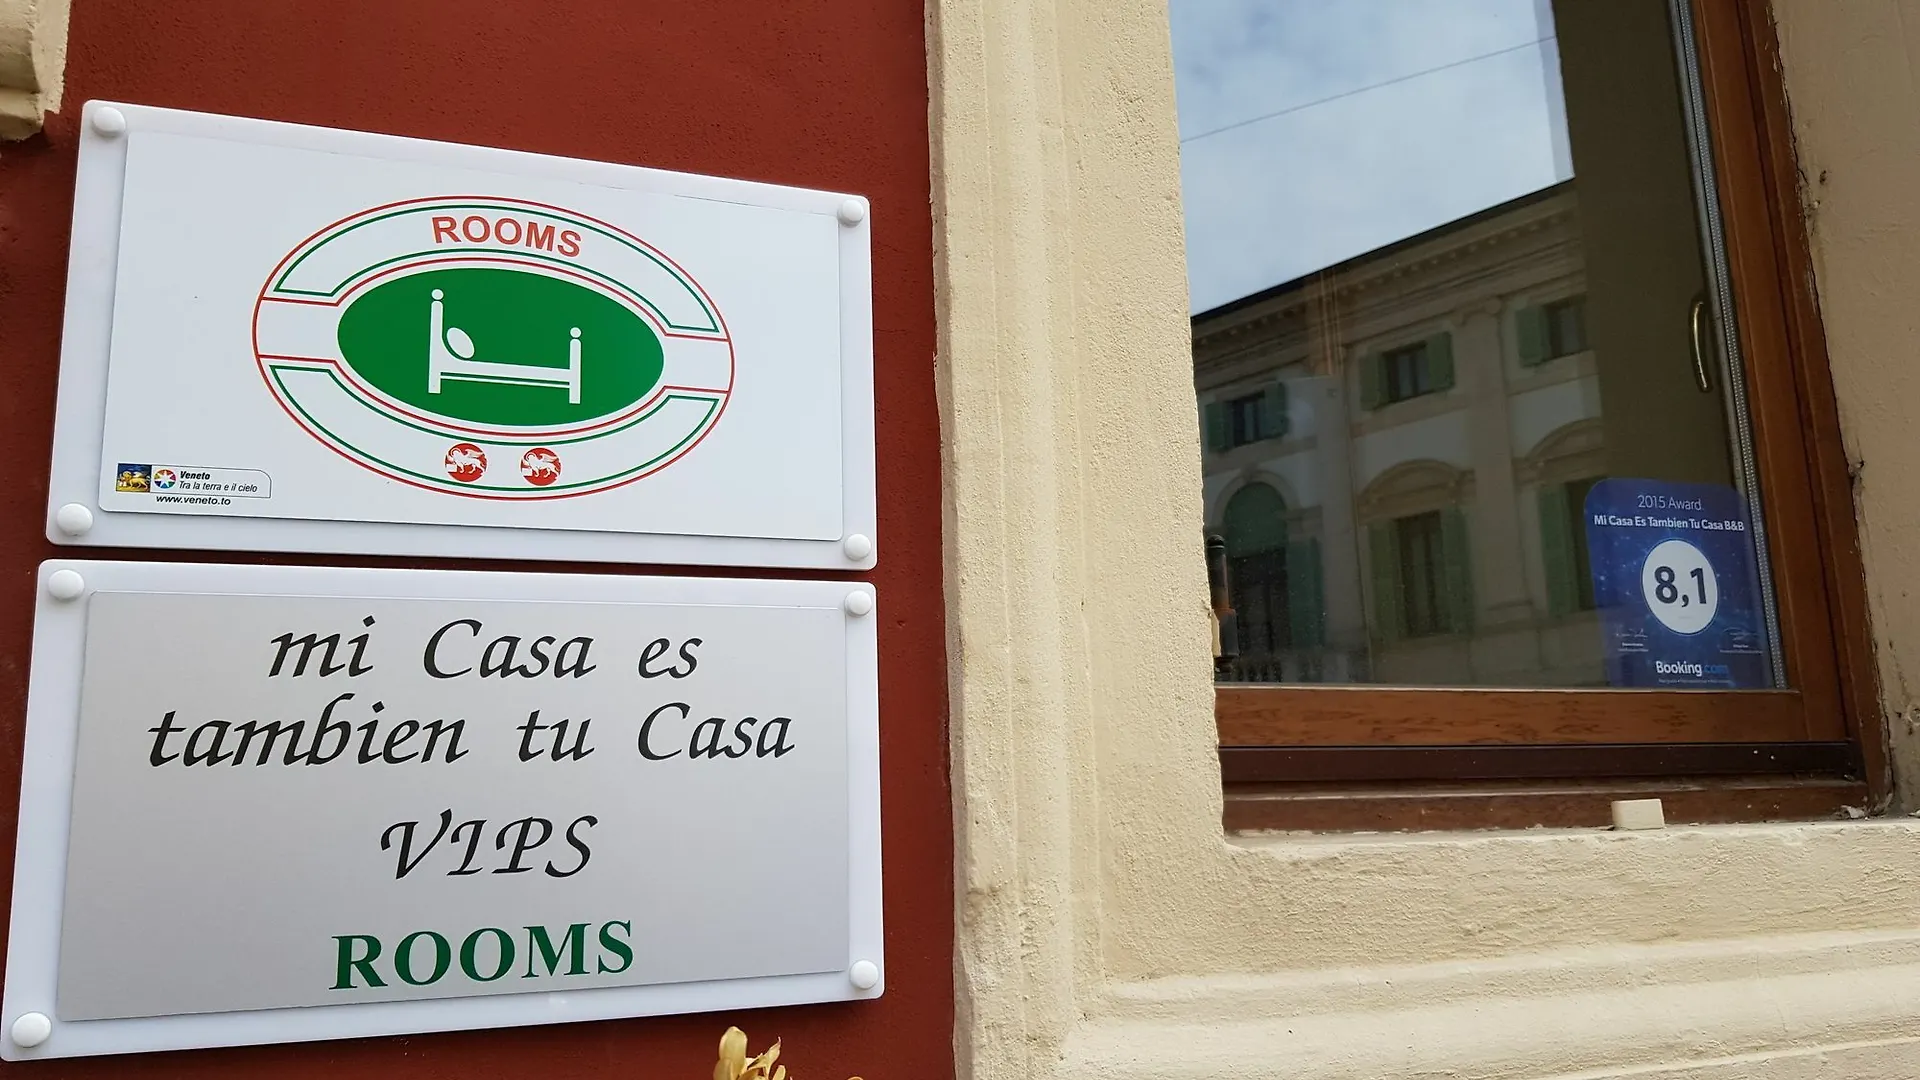 ROOMS
Veneto
Tra la terra e il cielo
www.veneto.to
mi Casa es
tambien tu Casa
VIPS
ROOMS
2015 Award.
Mi Casa Es Tambien Tu Casa B&B
8,1
Booking.com